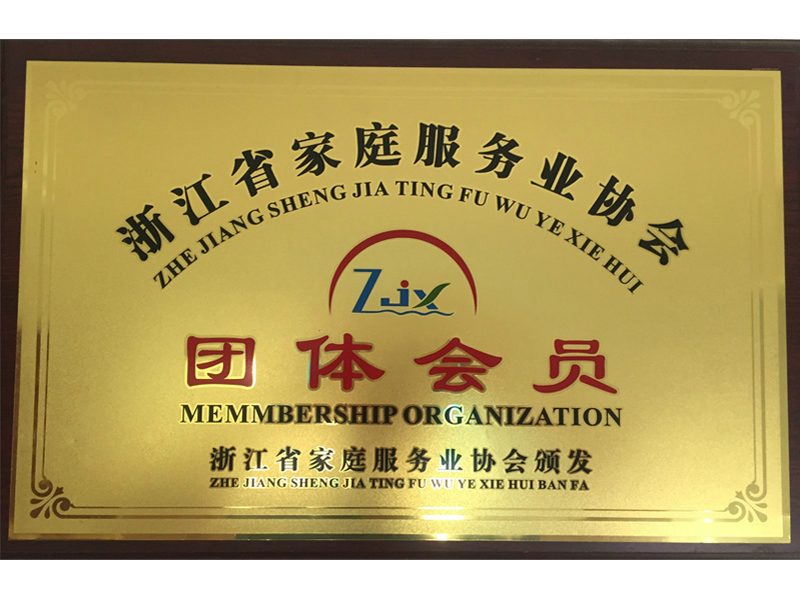 浙江省家庭服务业协会
ZHE JIANG SHENG JIA TING FU WU YE XIE HUI
Zjx
团体会员
MEMMBERSHIP ORGANIZATION
浙江省家庭服务业协会颁发
ZHE JIANG SHENG JIA TING FU WU YE XIE HUI BAN FA